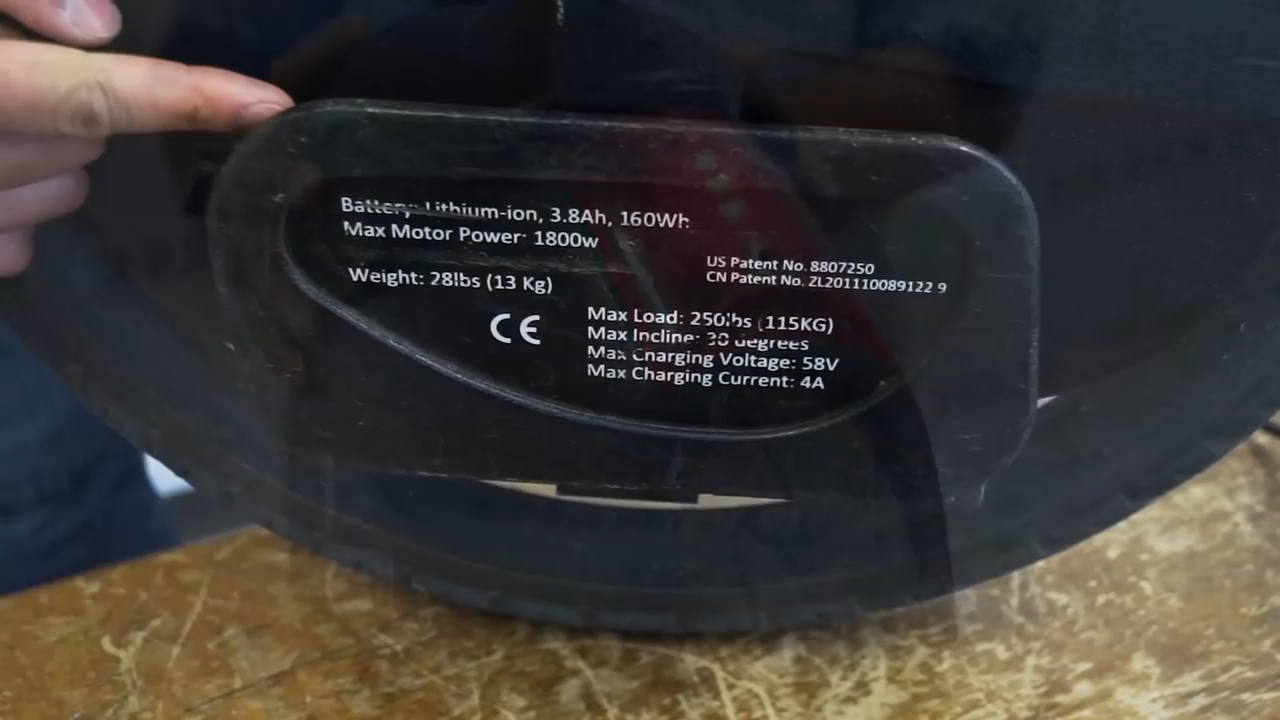 Battery: Lithium-ion, 3.8Ah, 160Wh
Max Motor Power: 1800w
Weight: 28lbs (13 Kg)
US Patent No. 8807250
CN Patent No. ZL201110089122 9
CE
Max Load: 250lbs (115KG)
Max Incline: 30 degrees
Max Charging Voltage: 58V
Max Charging Current: 4A